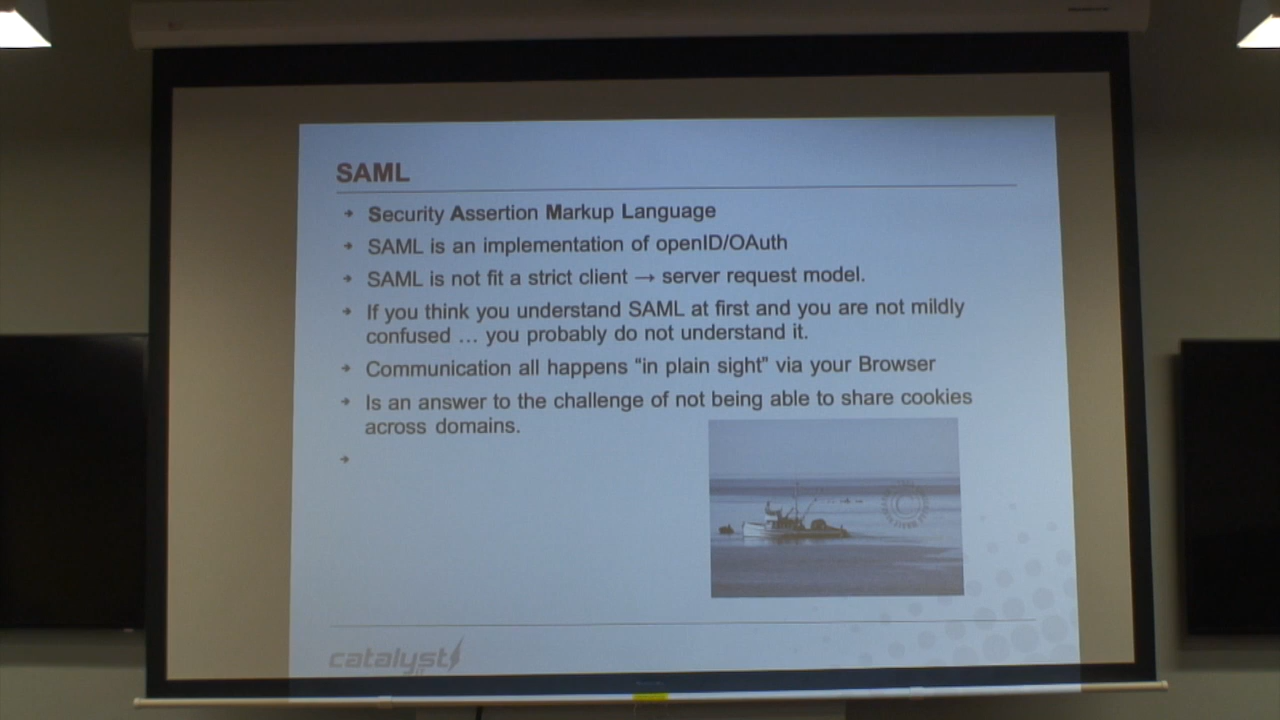 SAML
Security Assertion Markup Language
SAML is an implementation of openID/OAuth
SAML is not fit a strict client → server request model.
If you think you understand SAML at first and you are not mildly
confused ... you probably do not understand it.
Communication all happens “in plain sight” via your Browser
Is an answer to the challenge of not being able to share cookies
across domains.
catalyst
IT